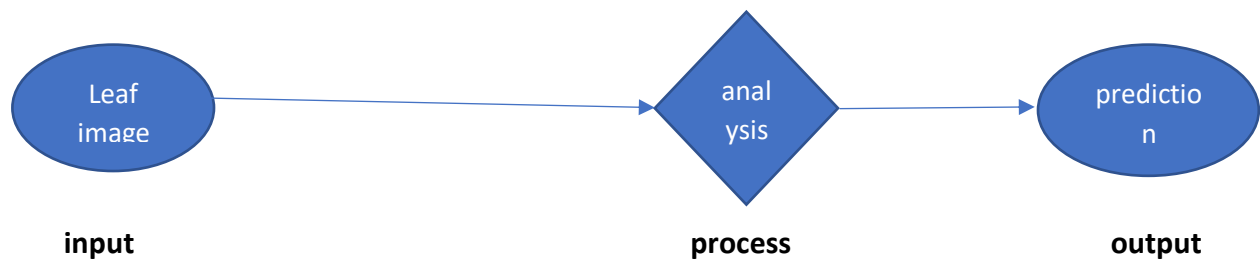 Leaf
image
anal
ysis
predictio
n
input
process
output